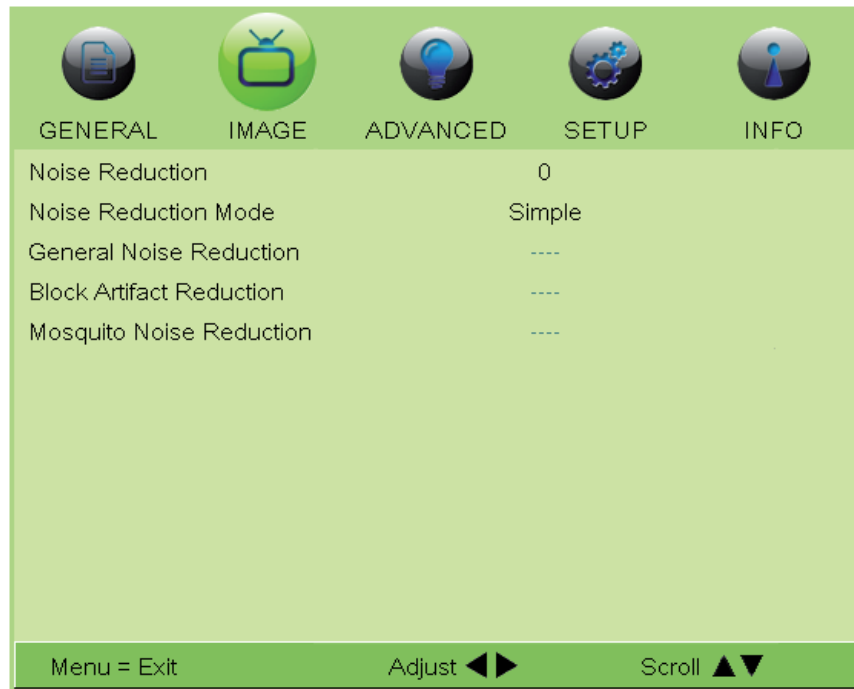 GENERAL IMAGE ADVANCED SETUP INFO
Noise Reduction 0
Noise Reduction Mode Simple
General Noise Reduction ----
Block Artifact Reduction ----
Mosquito Noise Reduction ----
Menu = Exit Adjust ◀▶ Scroll ▲▼